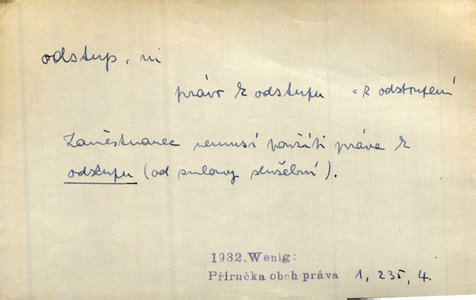 odstup, m
právo k odstupu = k odstoupení
Zaměstnanec nemusí použíti práva k
odstupu (od smlouvy služební).
1932.Wenig:
Příručka obch práva 1, 235, 4.